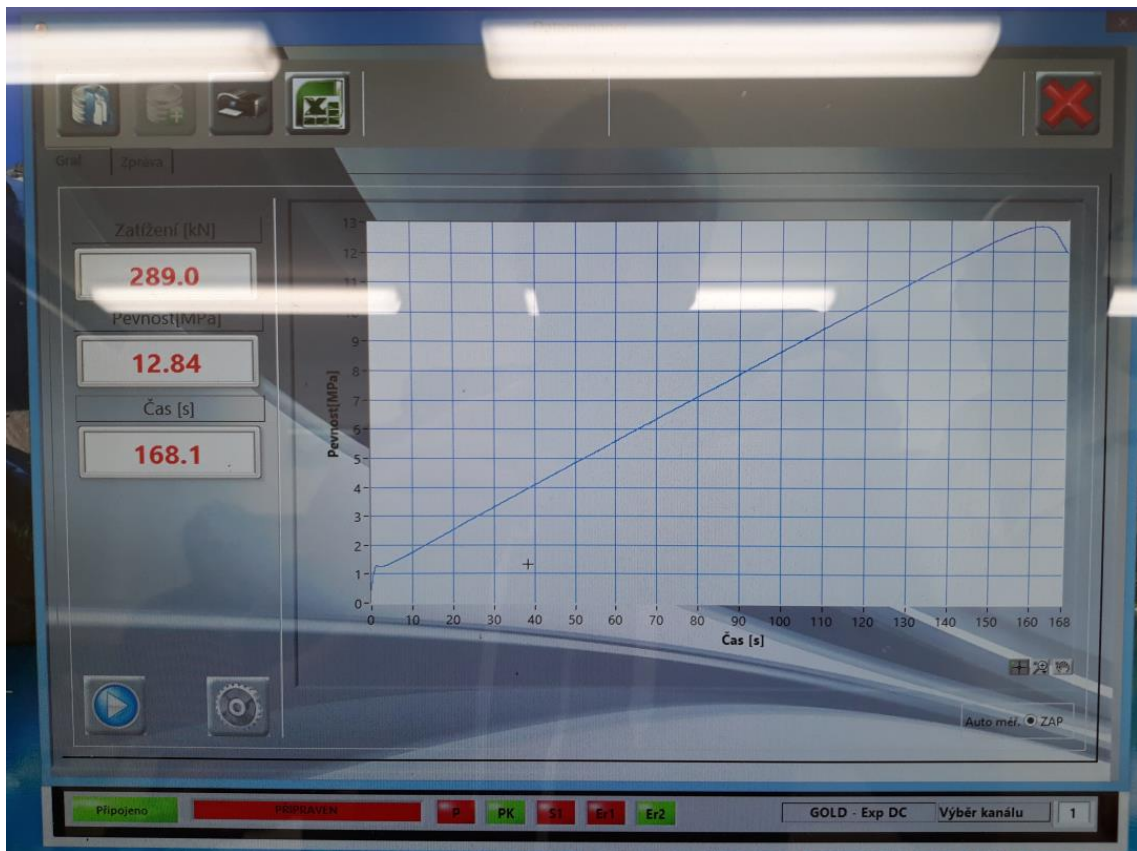 Graf Zprava
Zatížení [kN]
289.0
Pevnost[MPa]
12.84
Čas [s]
168.1
Pevnost[MPa]
13
12
11
10
9
8
7
6
5
4
3
2
1
0
0 10 20 30 40 50 60 70 80 90 100 110 120 130 140 150 160 168
Čas [s]
Auto měř. ZAP
Připojeno PŘIPRAVEN P PK S1 Er1 Er2 GOLD - Exp DC Výběr kanálu 1